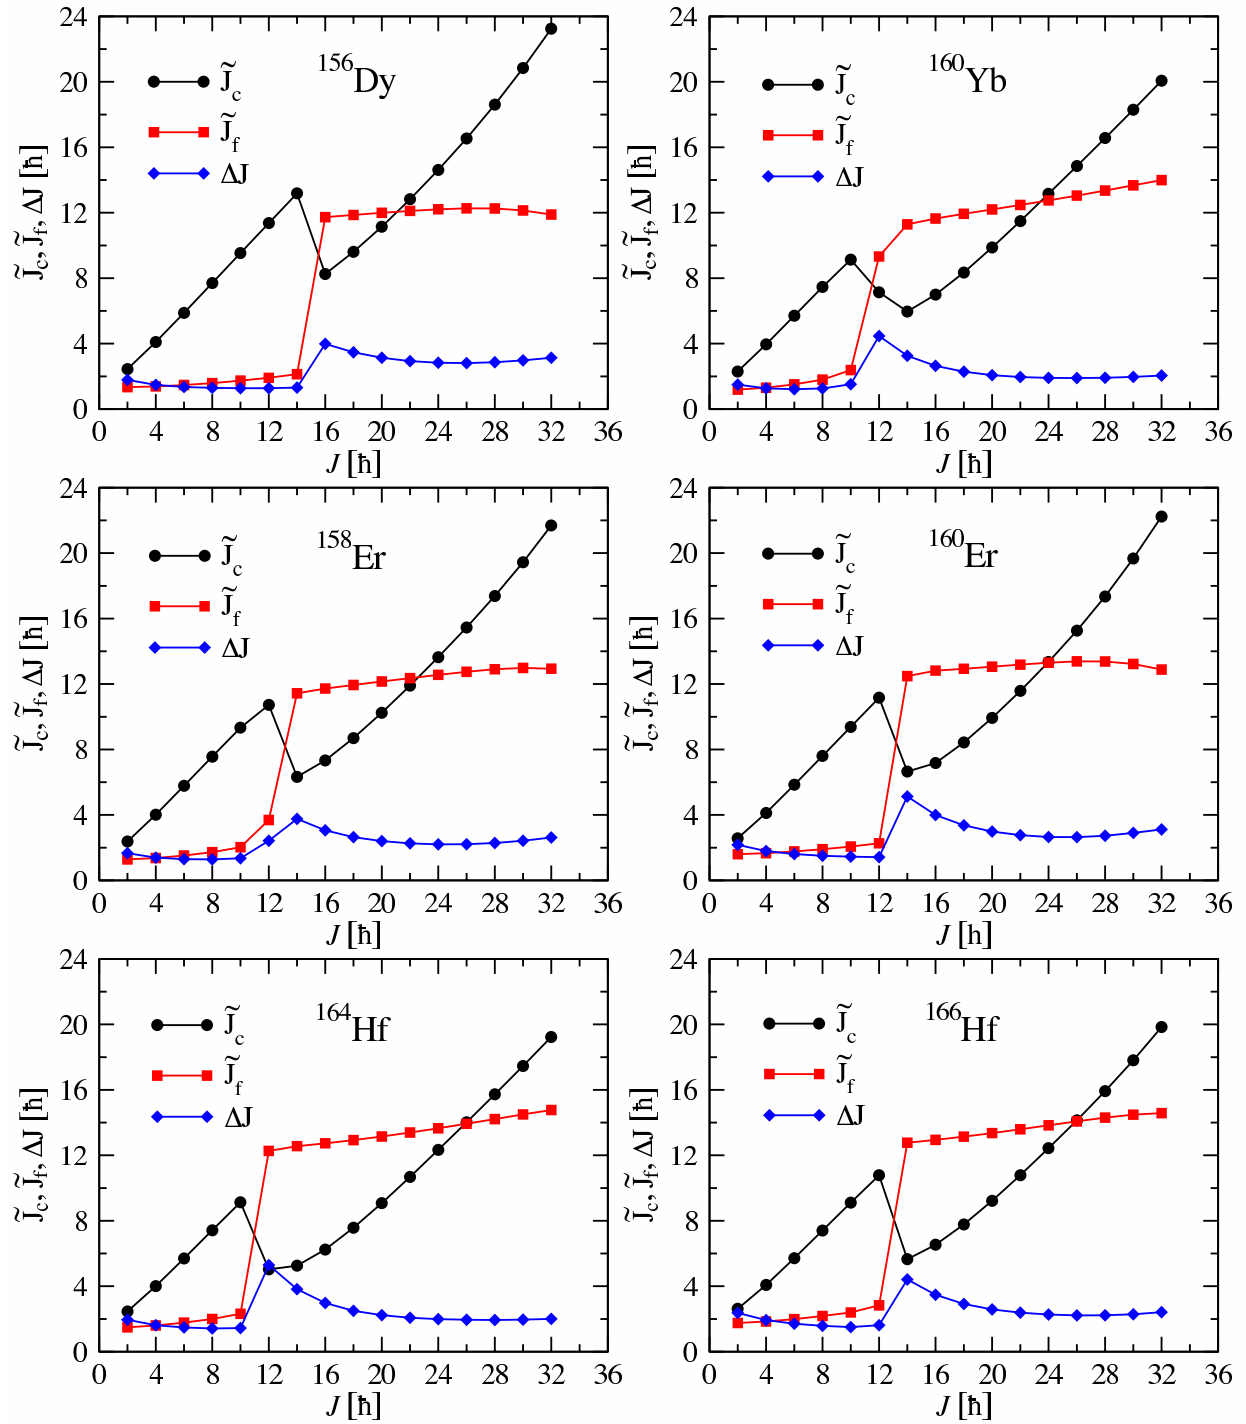 24
20
16
12
8
4
0
0 4 8 12 16 20 24 28 32 36
J̃c, J̃f, ΔJ [ħ]
J [ħ]
¹⁵⁶Dy
J̃c
J̃f
ΔJ
24
20
16
12
8
4
0
0 4 8 12 16 20 24 28 32 36
J̃c, J̃f, ΔJ [ħ]
J [ħ]
¹⁶⁰Yb
J̃c
J̃f
ΔJ
24
20
16
12
8
4
0
0 4 8 12 16 20 24 28 32 36
J̃c, J̃f, ΔJ [ħ]
J [ħ]
¹⁵⁸Er
J̃c
J̃f
ΔJ
24
20
16
12
8
4
0
0 4 8 12 16 20 24 28 32 36
J̃c, J̃f, ΔJ [ħ]
J [h]
¹⁶⁰Er
J̃c
J̃f
ΔJ
24
20
16
12
8
4
0
0 4 8 12 16 20 24 28 32 36
J̃c, J̃f, ΔJ [ħ]
J [ħ]
¹⁶⁴Hf
J̃c
J̃f
ΔJ
24
20
16
12
8
4
0
0 4 8 12 16 20 24 28 32 36
J̃c, J̃f, ΔJ [ħ]
J [ħ]
¹⁶⁶Hf
J̃c
J̃f
ΔJ